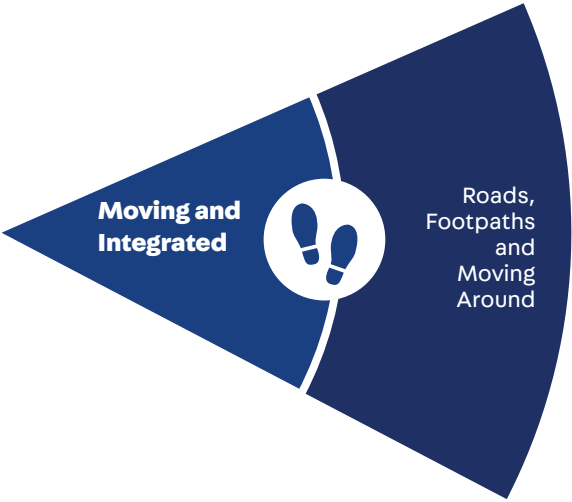 Moving and
Integrated
Roads,
Footpaths
and
Moving
Around